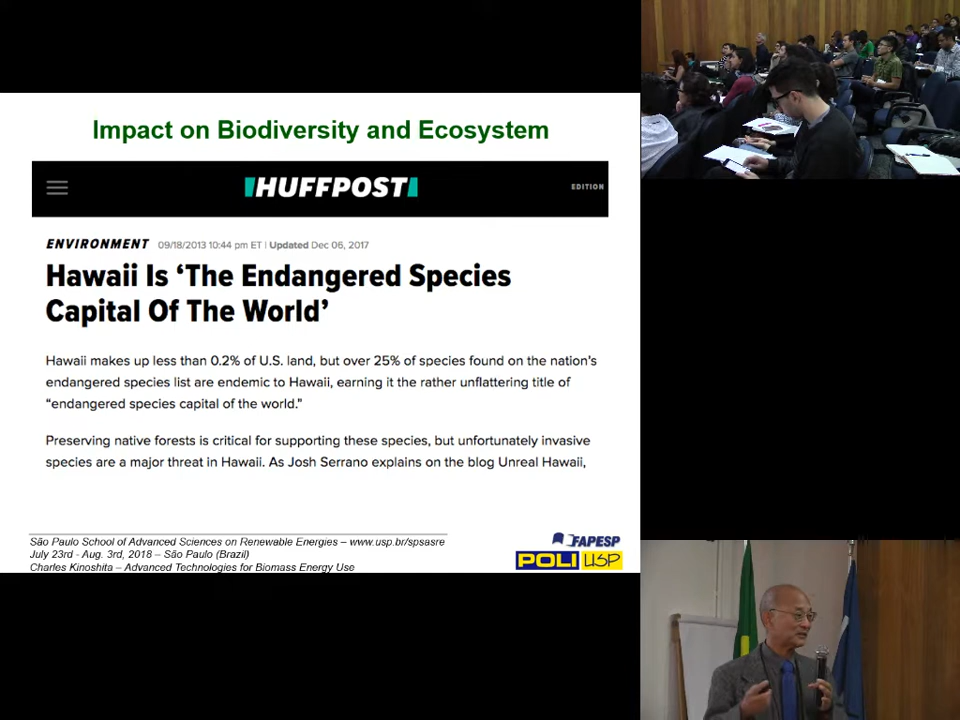 Impact on Biodiversity and Ecosystem
HUFFPOST
EDITION
ENVIRONMENT 09/18/2013 10:44 pm ET | Updated Dec 06, 2017
Hawaii Is ‘The Endangered Species
Capital Of The World’
Hawaii makes up less than 0.2% of U.S. land, but over 25% of species found on the nation’s
endangered species list are endemic to Hawaii, earning it the rather unflattering title of
“endangered species capital of the world.”
Preserving native forests is critical for supporting these species, but unfortunately invasive
species are a major threat in Hawaii. As Josh Serrano explains on the blog Unreal Hawaii,
São Paulo School of Advanced Sciences on Renewable Energies – www.usp.br/spsasre
July 23rd - Aug. 3rd, 2018 – São Paulo (Brazil)
Charles Kinoshita – Advanced Technologies for Biomass Energy Use
FAPESP
POLI USP